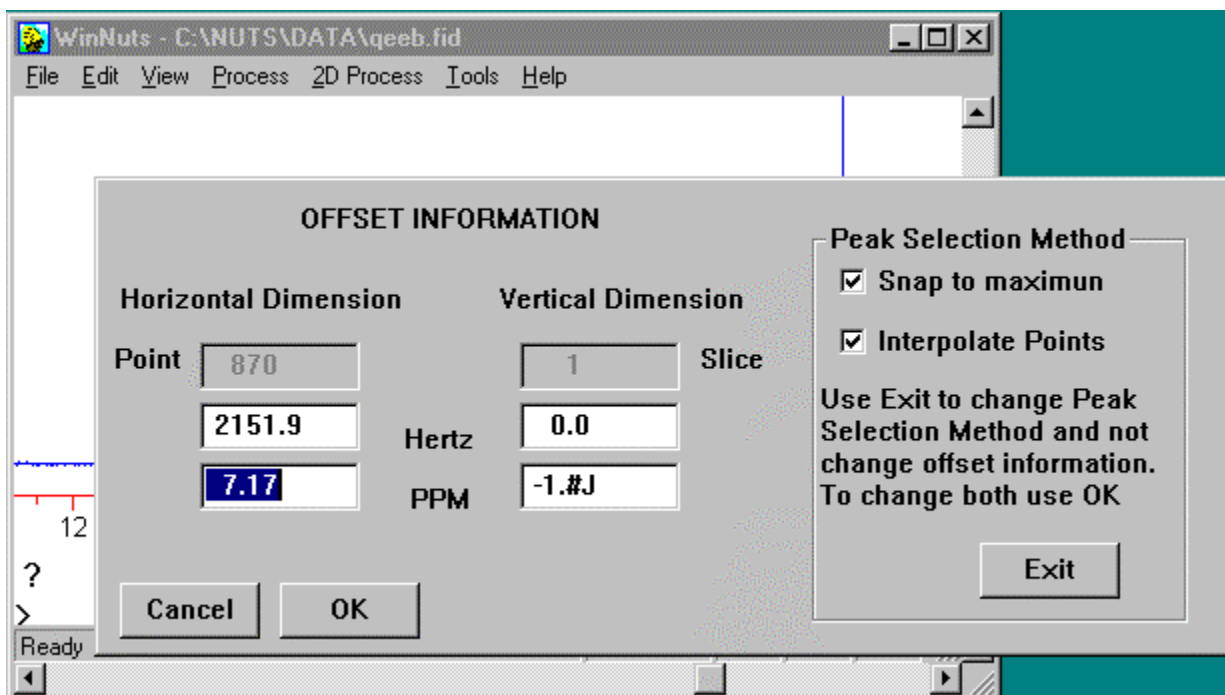 WinNuts - C:\NUTS\DATA\qeeb.fid
File Edit View Process 2D Process Tools Help
OFFSET INFORMATION
Horizontal Dimension Vertical Dimension
Point 870 1 Slice
2151.9 Hertz 0.0
7.17 PPM -1.#J
Cancel OK
Peak Selection Method
Snap to maximun
Interpolate Points
Use Exit to change Peak
Selection Method and not
change offset information.
To change both use OK
Exit
12
?
>
Ready